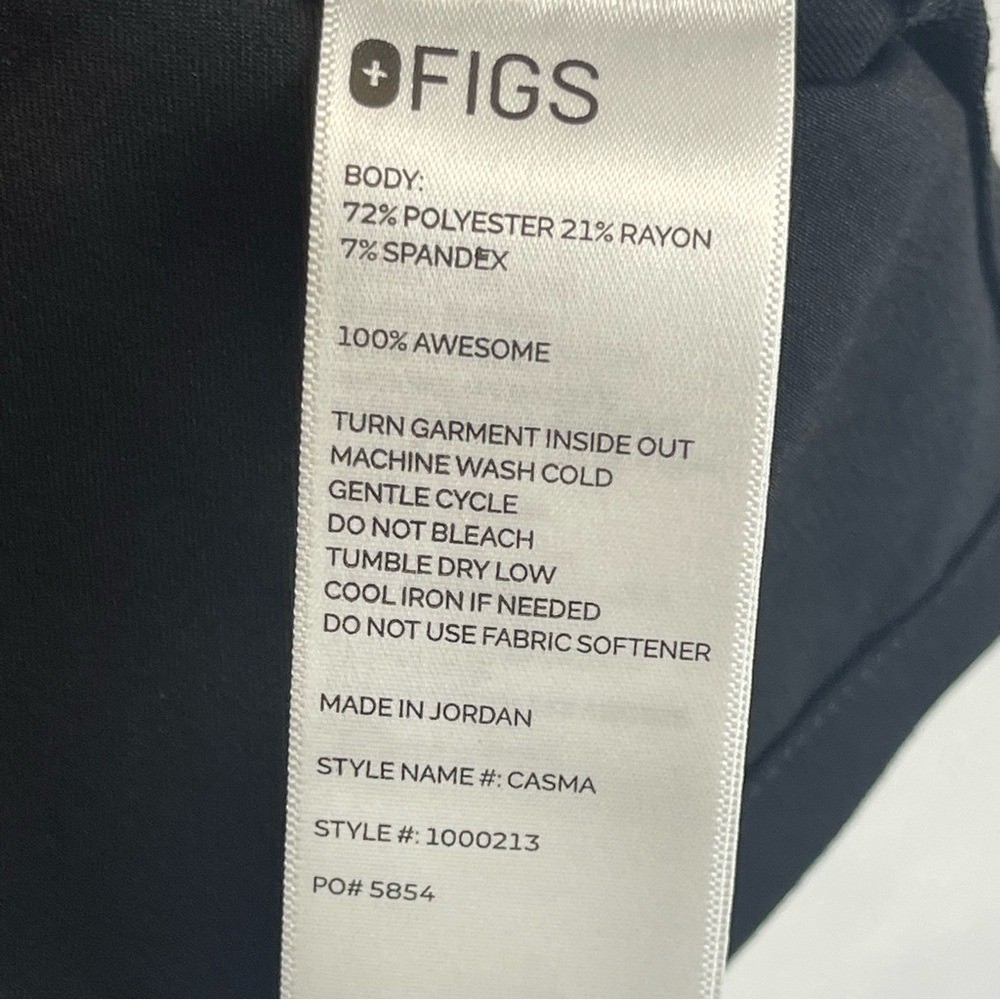 FIGS
BODY:
72% POLYESTER 21% RAYON
7% SPANDEX
100% AWESOME
TURN GARMENT INSIDE OUT
MACHINE WASH COLD
GENTLE CYCLE
DO NOT BLEACH
TUMBLE DRY LOW
COOL IRON IF NEEDED
DO NOT USE FABRIC SOFTENER
MADE IN JORDAN
STYLE NAME #: CASMA
STYLE #: 1000213
PO# 5854